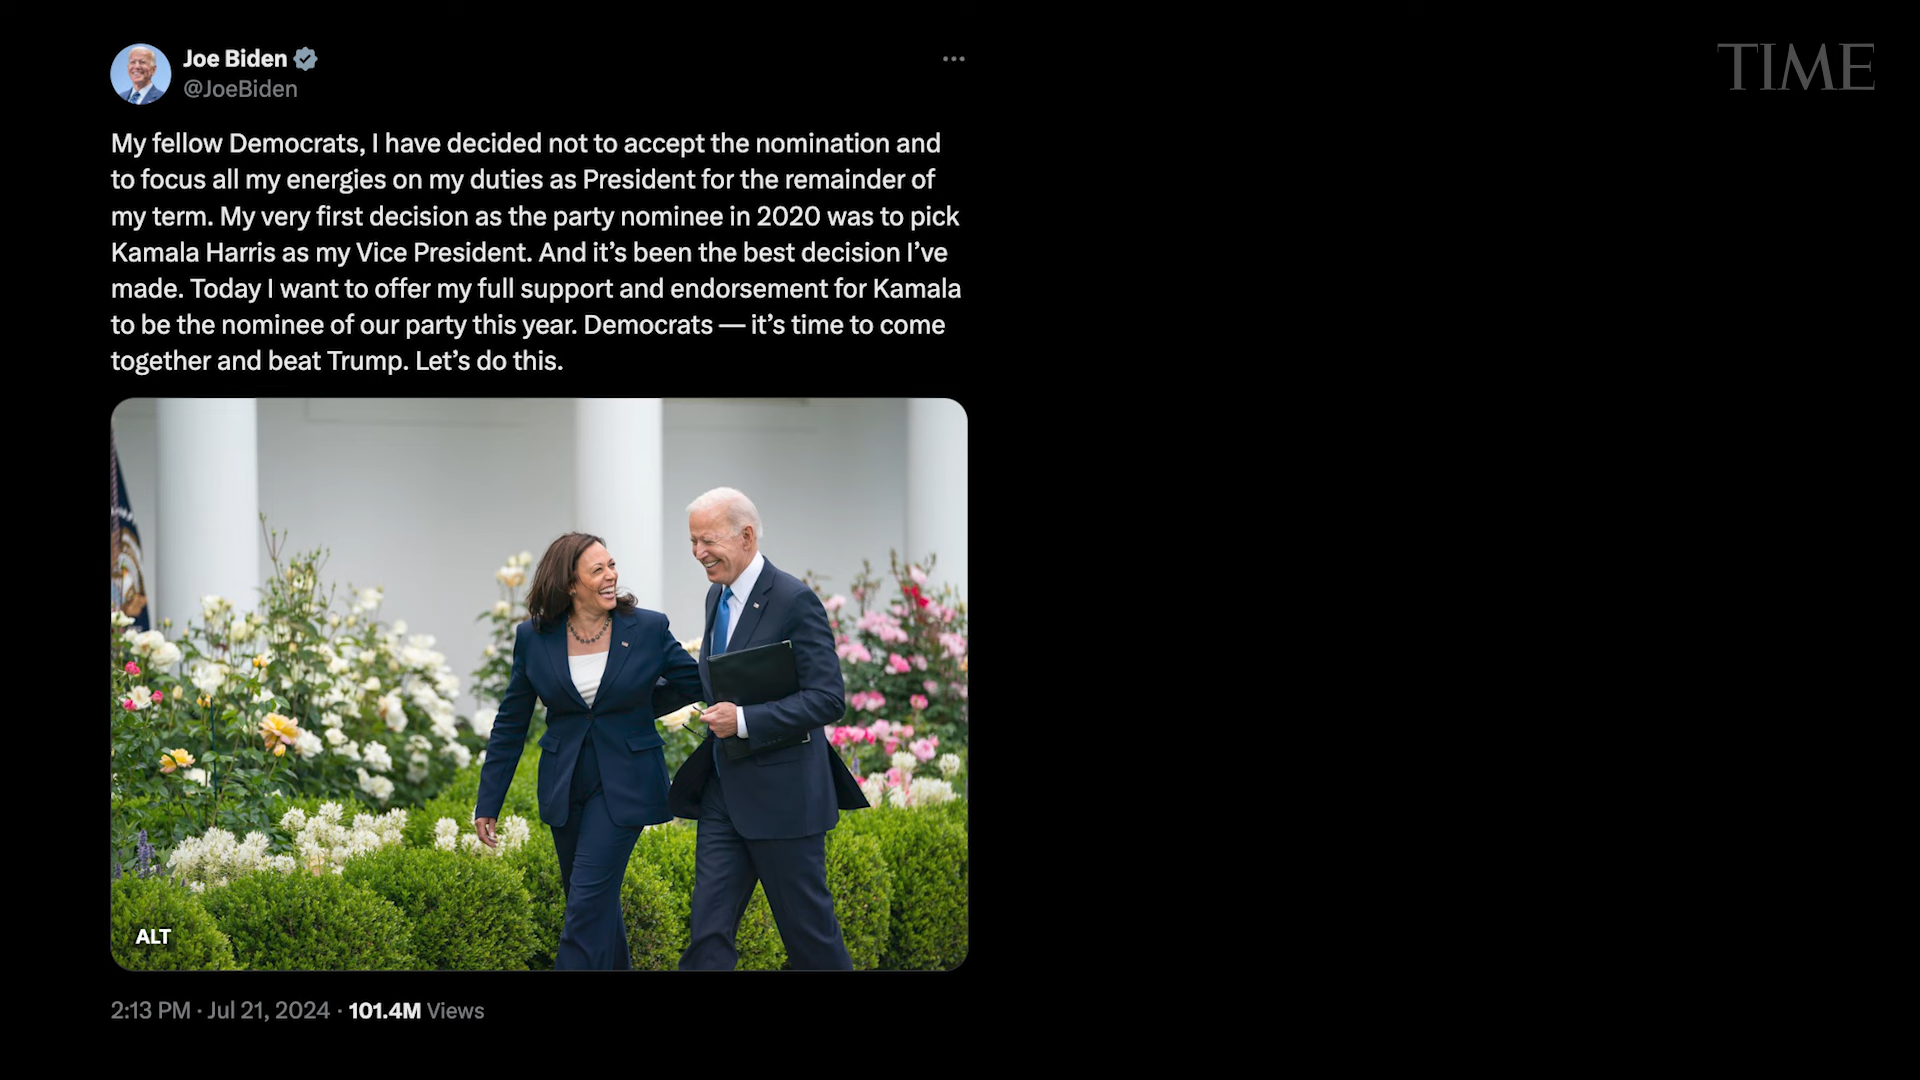 Joe Biden
@JoeBiden
TIME
My fellow Democrats, I have decided not to accept the nomination and
to focus all my energies on my duties as President for the remainder of
my term. My very first decision as the party nominee in 2020 was to pick
Kamala Harris as my Vice President. And it’s been the best decision I’ve
made. Today I want to offer my full support and endorsement for Kamala
to be the nominee of our party this year. Democrats — it’s time to come
together and beat Trump. Let’s do this.
ALT
2:13 PM · Jul 21, 2024 · 101.4M Views